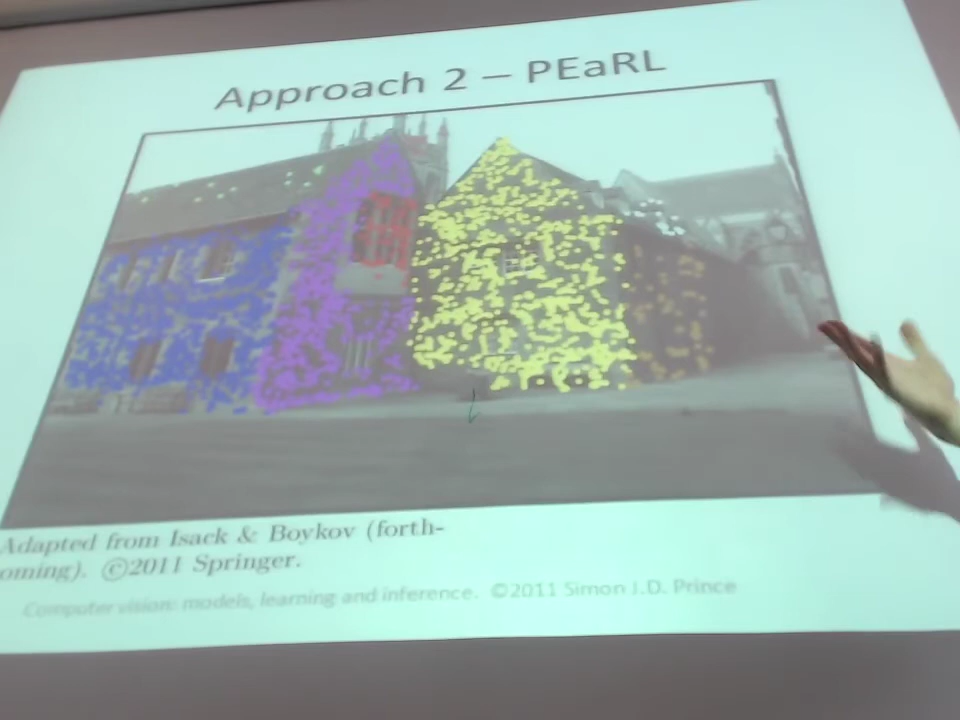 Approach 2 – PEaRL
Adapted from Isack & Boykov (forth-
oming). ©2011 Springer.
Computer vision: models, learning and inference. ©2011 Simon J.D. Prince